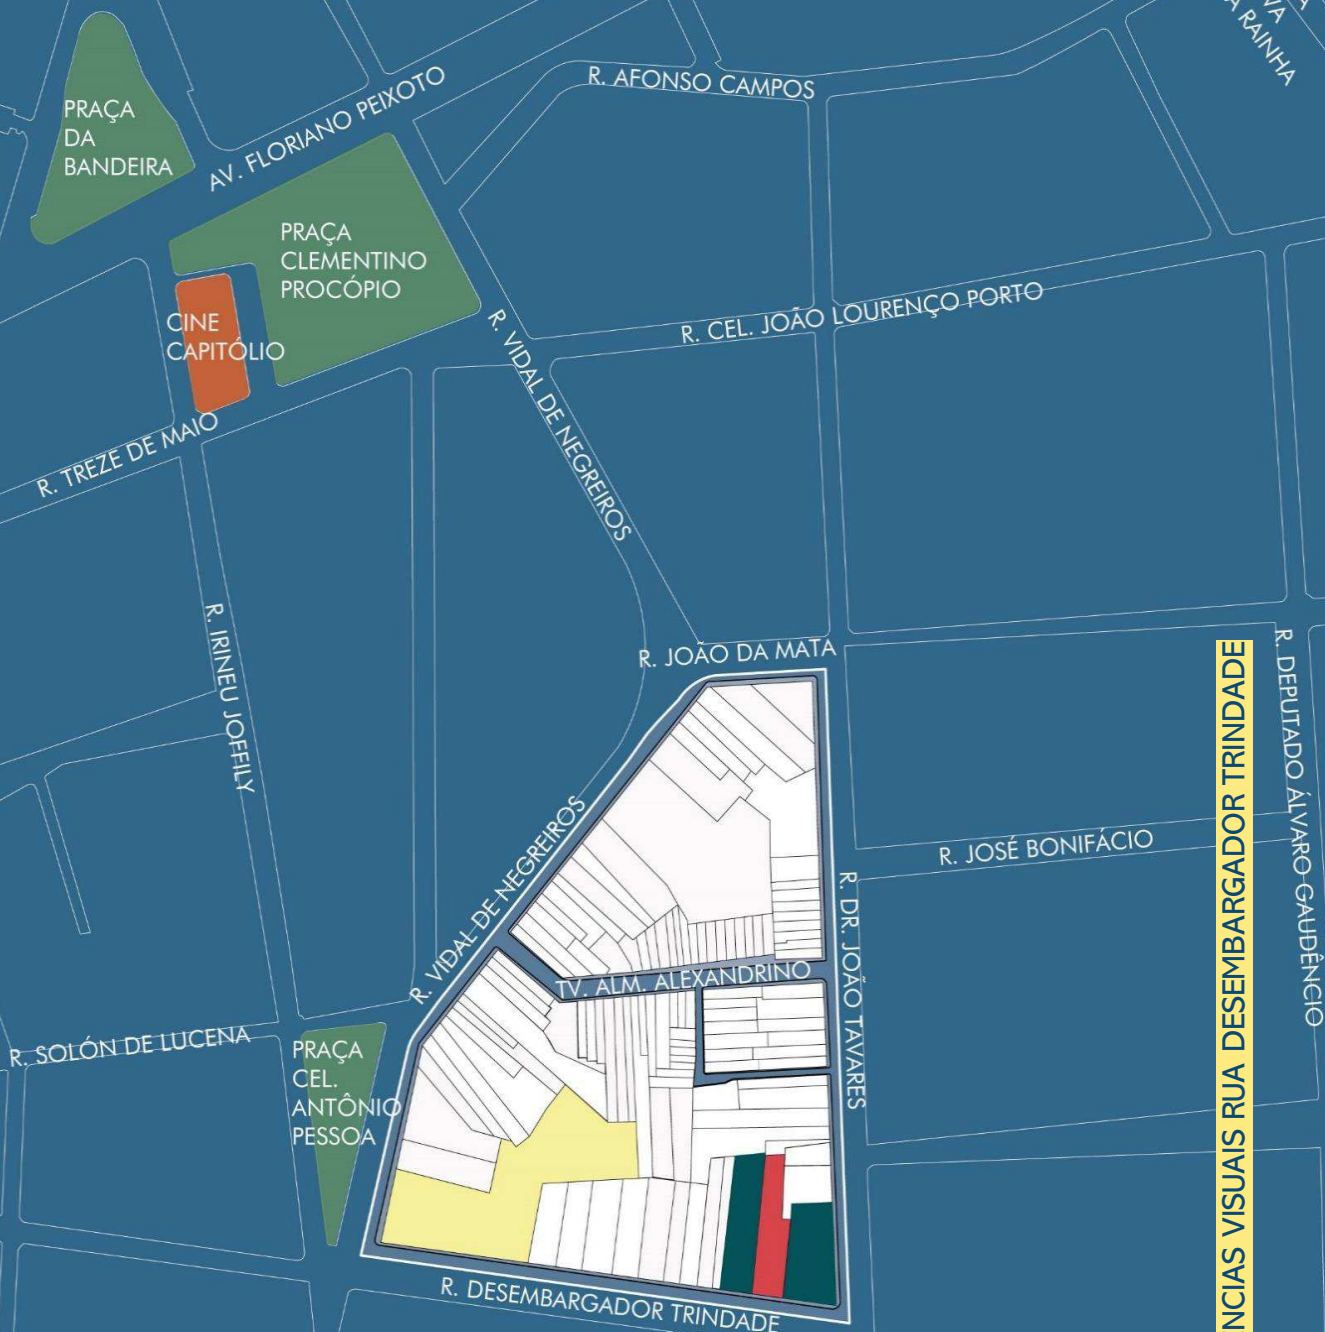 PRAÇA
DA
BANDEIRA
AV. FLORIANO PEIXOTO
R. AFONSO CAMPOS
A RAINHA
PRAÇA
CLEMENTINO
PROCÓPIO
CINE
CAPITÓLIO
R. CEL. JOÃO LOURENÇO PORTO
R. VIDAL DE NEGREIROS
R. TREZE DE MAIO
R. IRINEU JOFFILY
R. JOÃO DA MATA
R. DEPUTADO ÁLVARO GAUDÊNCIO
NCIAS VISUAIS RUA DESEMBARGADOR TRINDADE
R. JOSÉ BONIFÁCIO
R. VIDAL DE NEGREIROS
R. DR. JOÃO TAVARES
TV. ALM. ALEXANDRINO
R. SOLÓN DE LUCENA
PRAÇA
CEL.
ANTÔNIO
PESSOA
R. DESEMBARGADOR TRINDADE